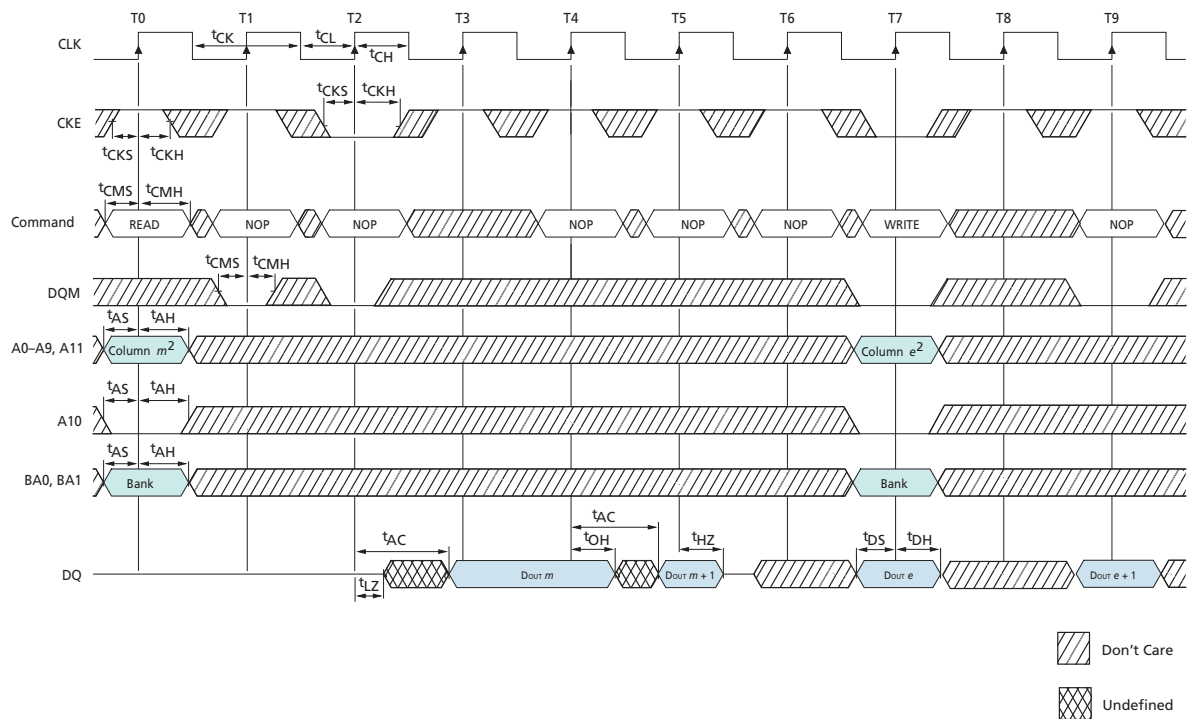 T0 T1 T2 T3 T4 T5 T6 T7 T8 T9
CLK tCK tCL tCH
tCKS tCKH
CKE
tCKS tCKH
tCMS tCMH
Command READ NOP NOP NOP NOP NOP WRITE NOP
tCMS tCMH
DQM
tAS tAH
A0–A9, A11 Column m² Column e²
tAS tAH
A10
tAS tAH
BA0, BA1 Bank Bank
tAC tAC tOH tHZ tDS tDH
DQ DOUT m DOUT m + 1 DOUT e DOUT e + 1
tLZ
Don't Care
Undefined